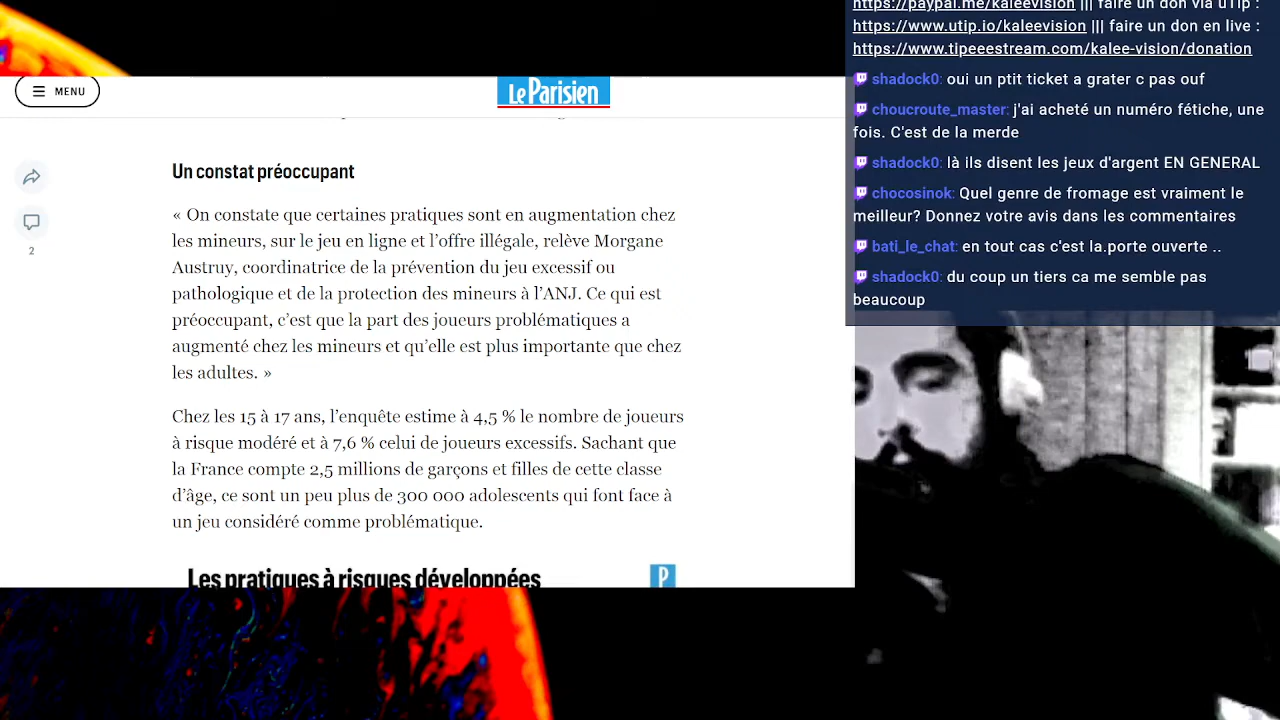 MENU
Le Parisien
Un constat préoccupant
« On constate que certaines pratiques sont en augmentation chez
les mineurs, sur le jeu en ligne et l’offre illégale, relève Morgane
Austruy, coordinatrice de la prévention du jeu excessif ou
pathologique et de la protection des mineurs à l’ANJ. Ce qui est
préoccupant, c’est que la part des joueurs problématiques a
augmenté chez les mineurs et qu’elle est plus importante que chez
les adultes. »
2
Chez les 15 à 17 ans, l’enquête estime à 4,5 % le nombre de joueurs
à risque modéré et à 7,6 % celui de joueurs excessifs. Sachant que
la France compte 2,5 millions de garçons et filles de cette classe
d’âge, ce sont un peu plus de 300 000 adolescents qui font face à
un jeu considéré comme problématique.
Les pratiques à risques développées
P
https://paypal.me/kaleevision ||| faire un don via uTip :
https://www.utip.io/kaleevision ||| faire un don en live :
https://www.tipeeestream.com/kalee-vision/donation
shadock0: oui un ptit ticket a grater c pas ouf
choucroute_master: j'ai acheté un numéro fétiche, une
fois. C'est de la merde
shadock0: là ils disent les jeux d'argent EN GENERAL
chocosinok: Quel genre de fromage est vraiment le
meilleur? Donnez votre avis dans les commentaires
bati_le_chat: en tout cas c'est la.porte ouverte ..
shadock0: du coup un tiers ca me semble pas
beaucoup